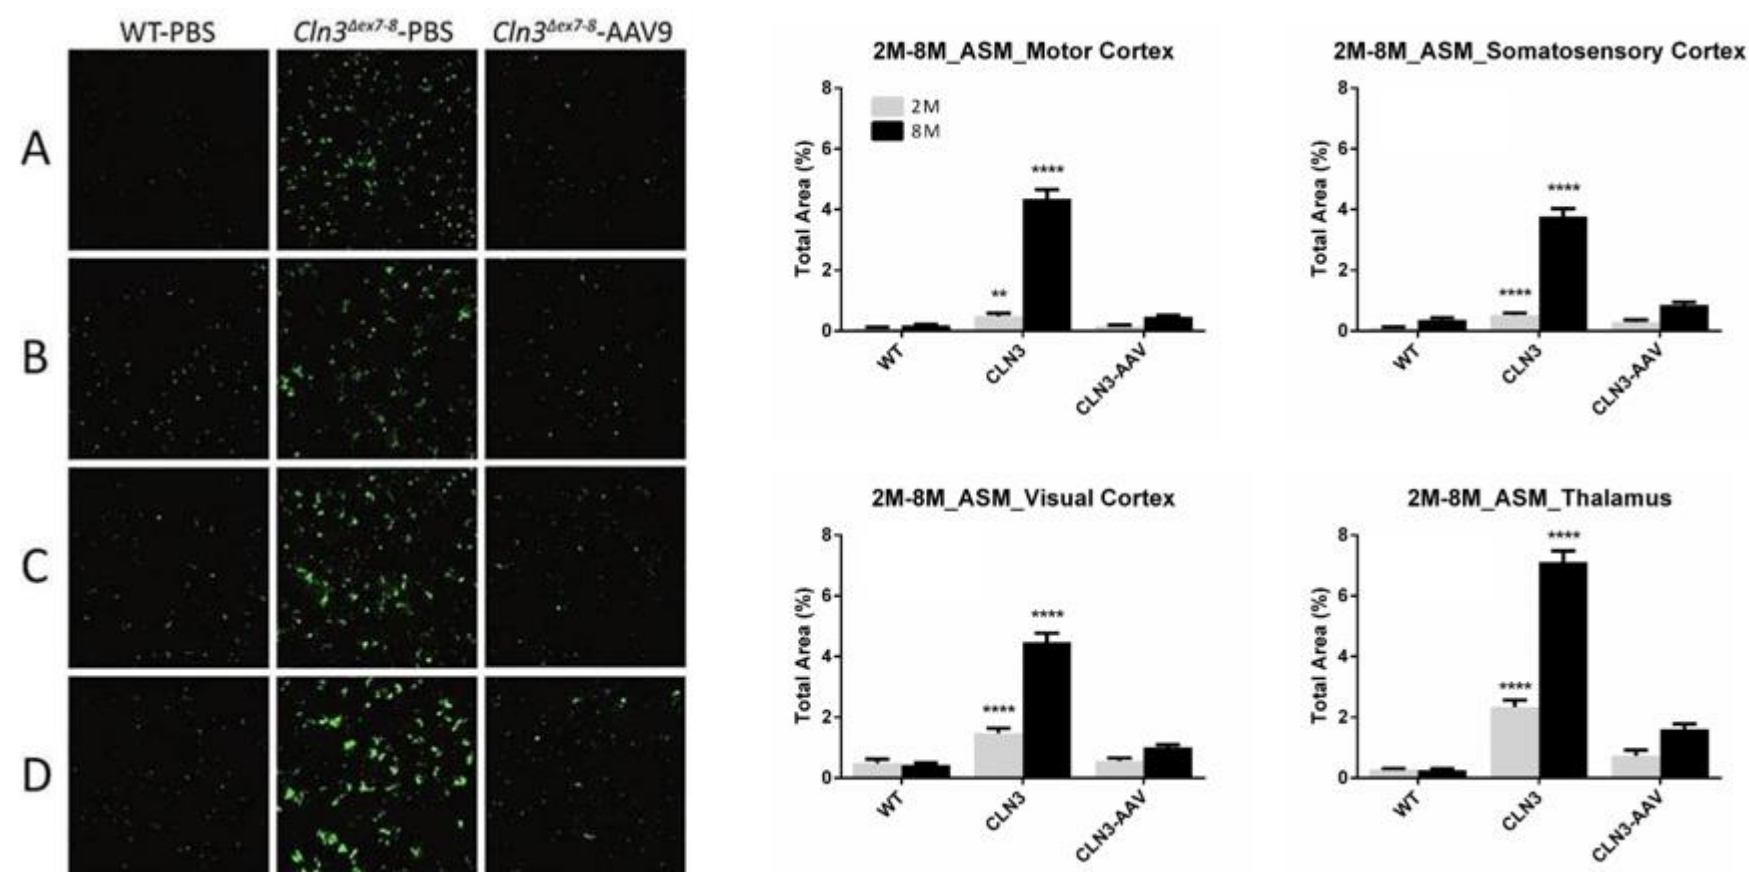 WT-PBS
Cln3Δex7-8-PBS
Cln3Δex7-8-AAV9
A
B
C
D
2M-8M_ASM_Motor Cortex
Total Area (%)
8
6
4
2
0
2M
8M
**
****
WT
CLN3
CLN3-AAV
2M-8M_ASM_Somatosensory Cortex
Total Area (%)
8
6
4
2
0
****
****
WT
CLN3
CLN3-AAV
2M-8M_ASM_Visual Cortex
Total Area (%)
8
6
4
2
0
****
****
WT
CLN3
CLN3-AAV
2M-8M_ASM_Thalamus
Total Area (%)
8
6
4
2
0
****
****
WT
CLN3
CLN3-AAV